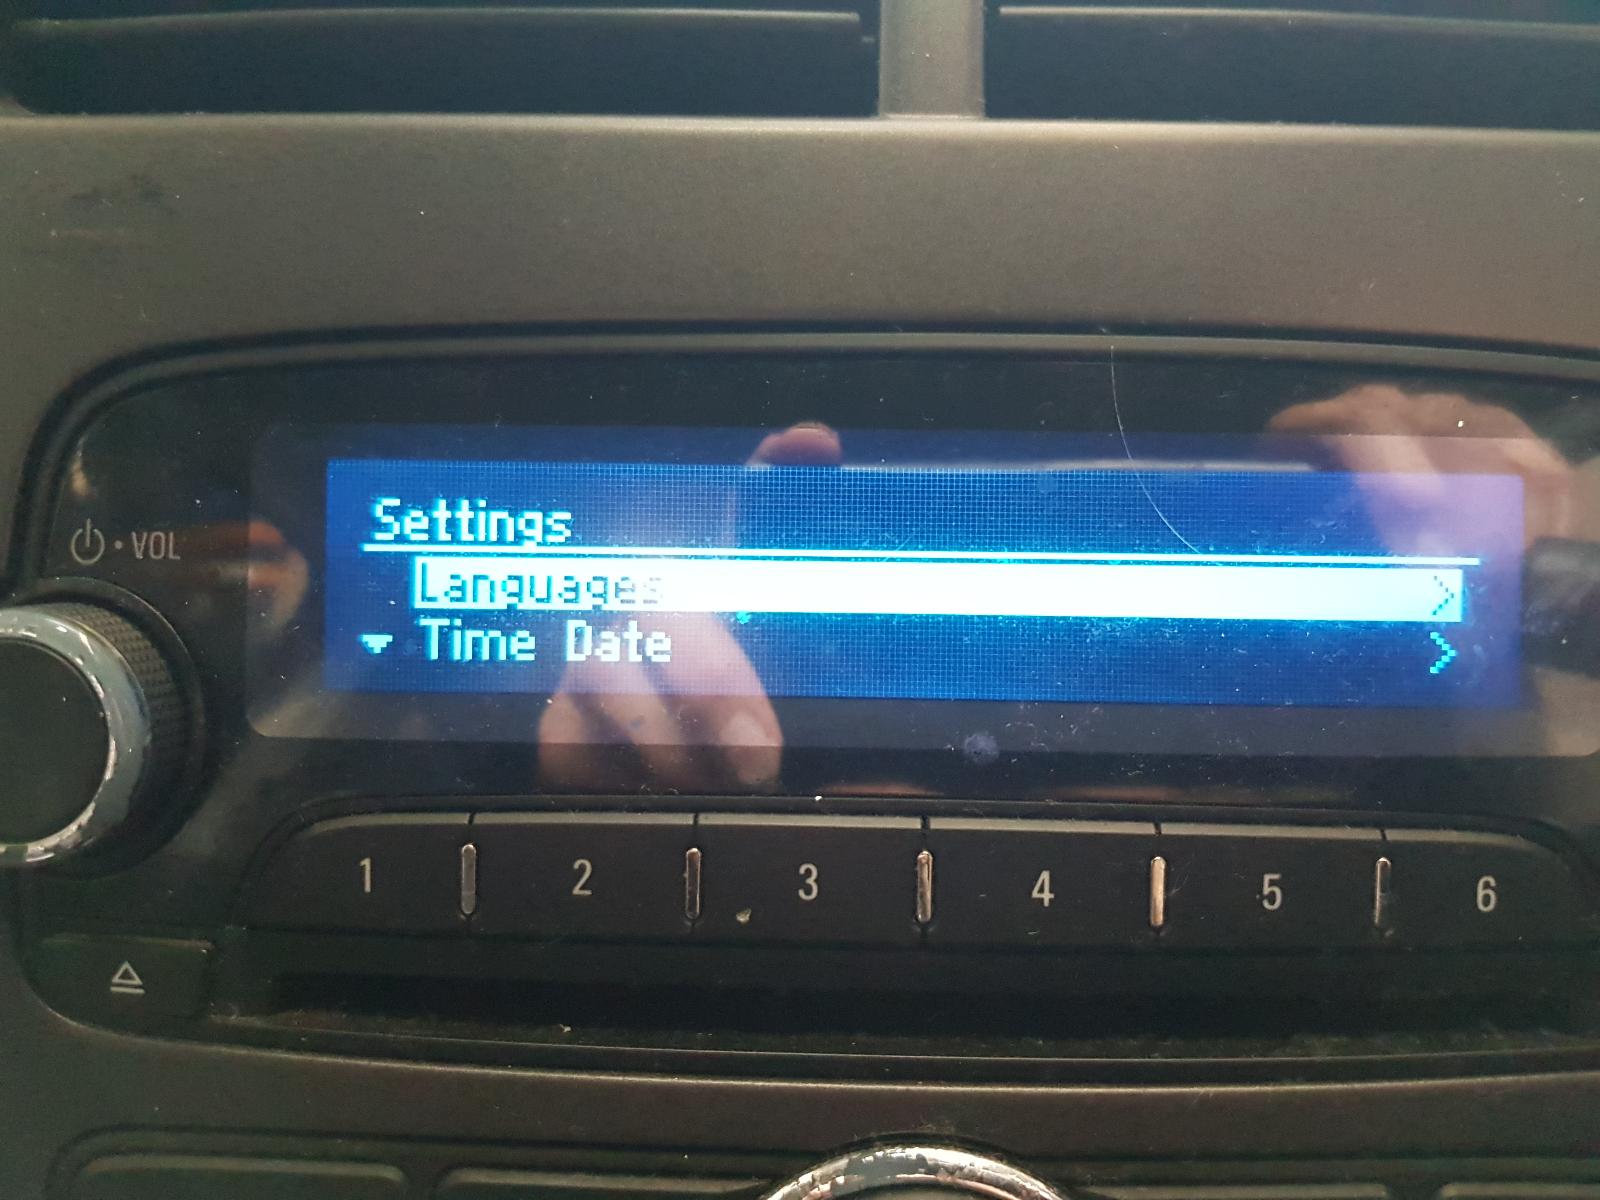 Settings
Languages >
Time Date >
VOL
1 2 3 4 5 6